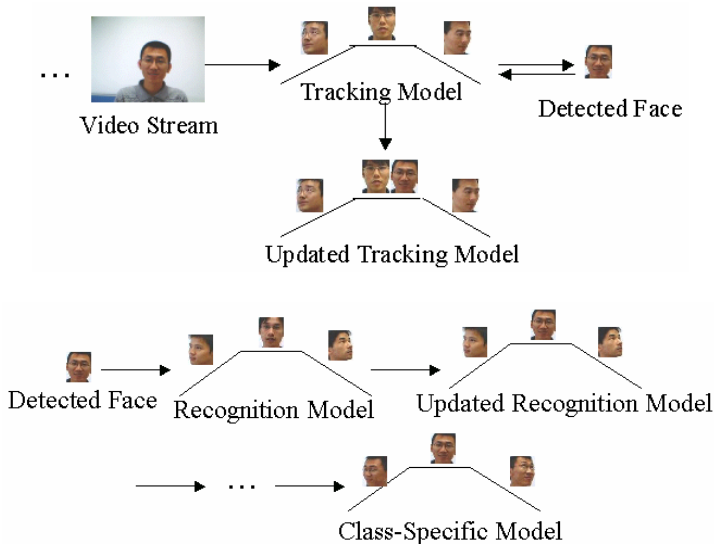 ...
Tracking Model
Video Stream
Detected Face
Updated Tracking Model
Detected Face
Recognition Model
Updated Recognition Model
...
Class-Specific Model